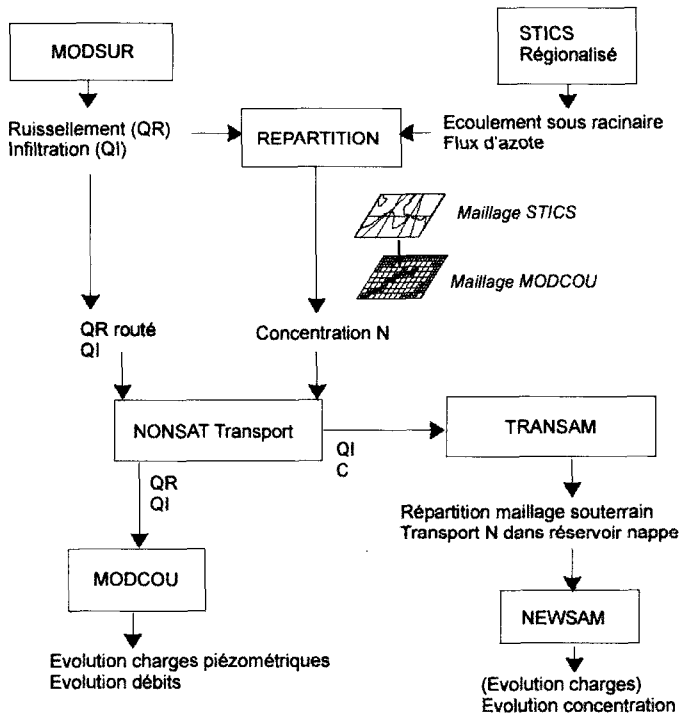 MODSUR
STICS
Régionalisé
Ruissellement (QR)
Infiltration (QI)
REPARTITION
Ecoulement sous racinaire
Flux d'azote
Maillage STICS
Maillage MODCOU
QR routé
QI
Concentration N
NONSAT Transport
QI
C
TRANSAM
QR
QI
Répartition maillage souterrain
Transport N dans réservoir nappe
MODCOU
NEWSAM
Evolution charges piézométriques
Evolution débits
(Evolution charges)
Evolution concentration